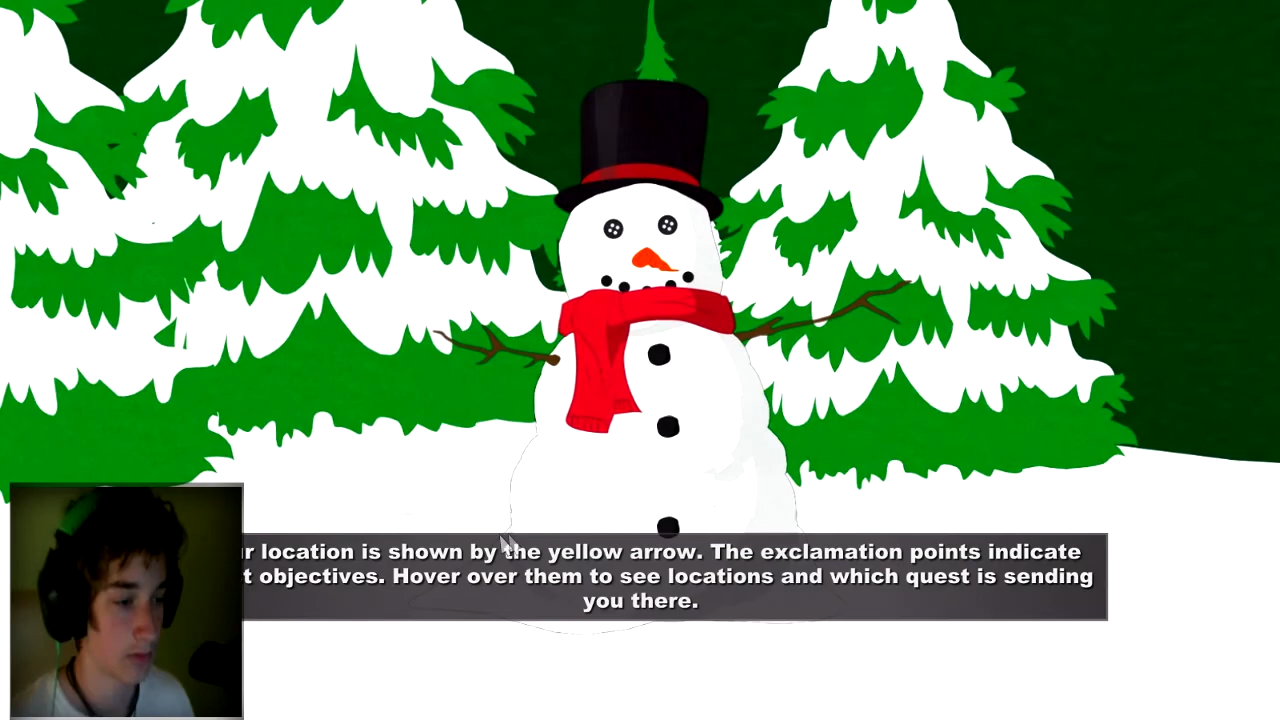 location is shown by the yellow arrow. The exclamation points indicate
objectives. Hover over them to see locations and which quest is sending
you there.